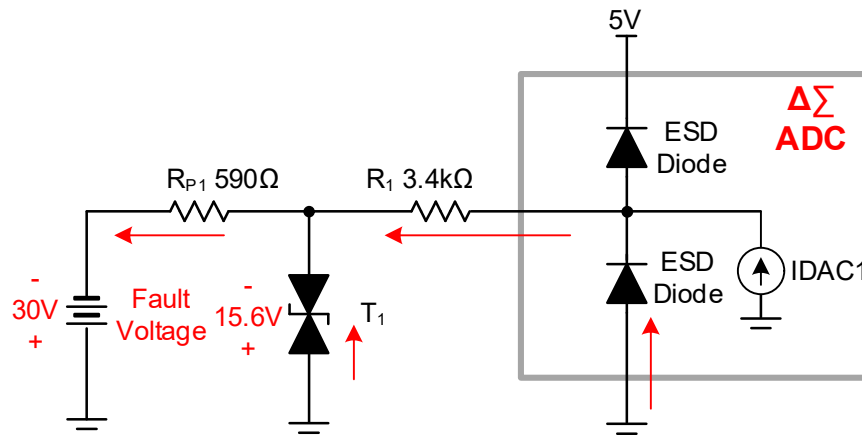 5V
ΔΣ
ADC
ESD
Diode
RP1 590Ω
R1 3.4kΩ
ESD
Diode
IDAC1
-
30V
+
Fault
Voltage
-
15.6V
+
T1